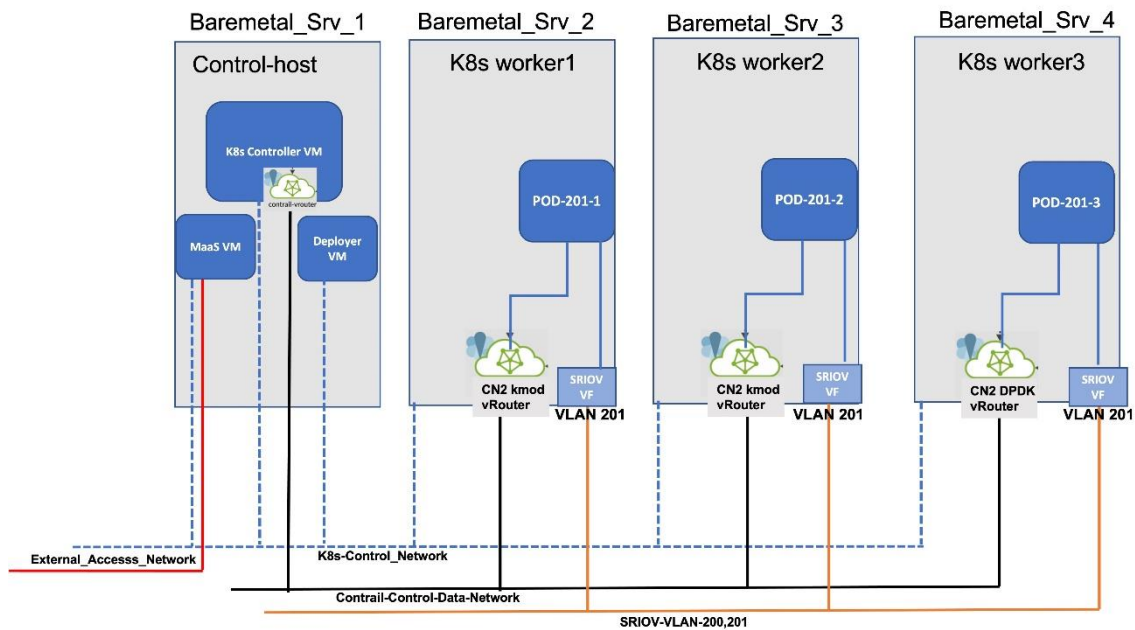 Baremetal_Srv_1
Baremetal_Srv_2
Baremetal_Srv_3
Baremetal_Srv_4
Control-host
K8s worker1
K8s worker2
K8s worker3
K8s Controller VM
contrail-vrouter
MaaS VM
Deployer
VM
POD-201-1
POD-201-2
POD-201-3
CN2 kmod
vRouter
SRIOV
VF
VLAN 201
CN2 kmod
vRouter
SRIOV
VF
VLAN 201
CN2 DPDK
vRouter
SRIOV
VF
VLAN 201
External_Accesss_Network
K8s-Control_Network
Contrail-Control-Data-Network
SRIOV-VLAN-200,201